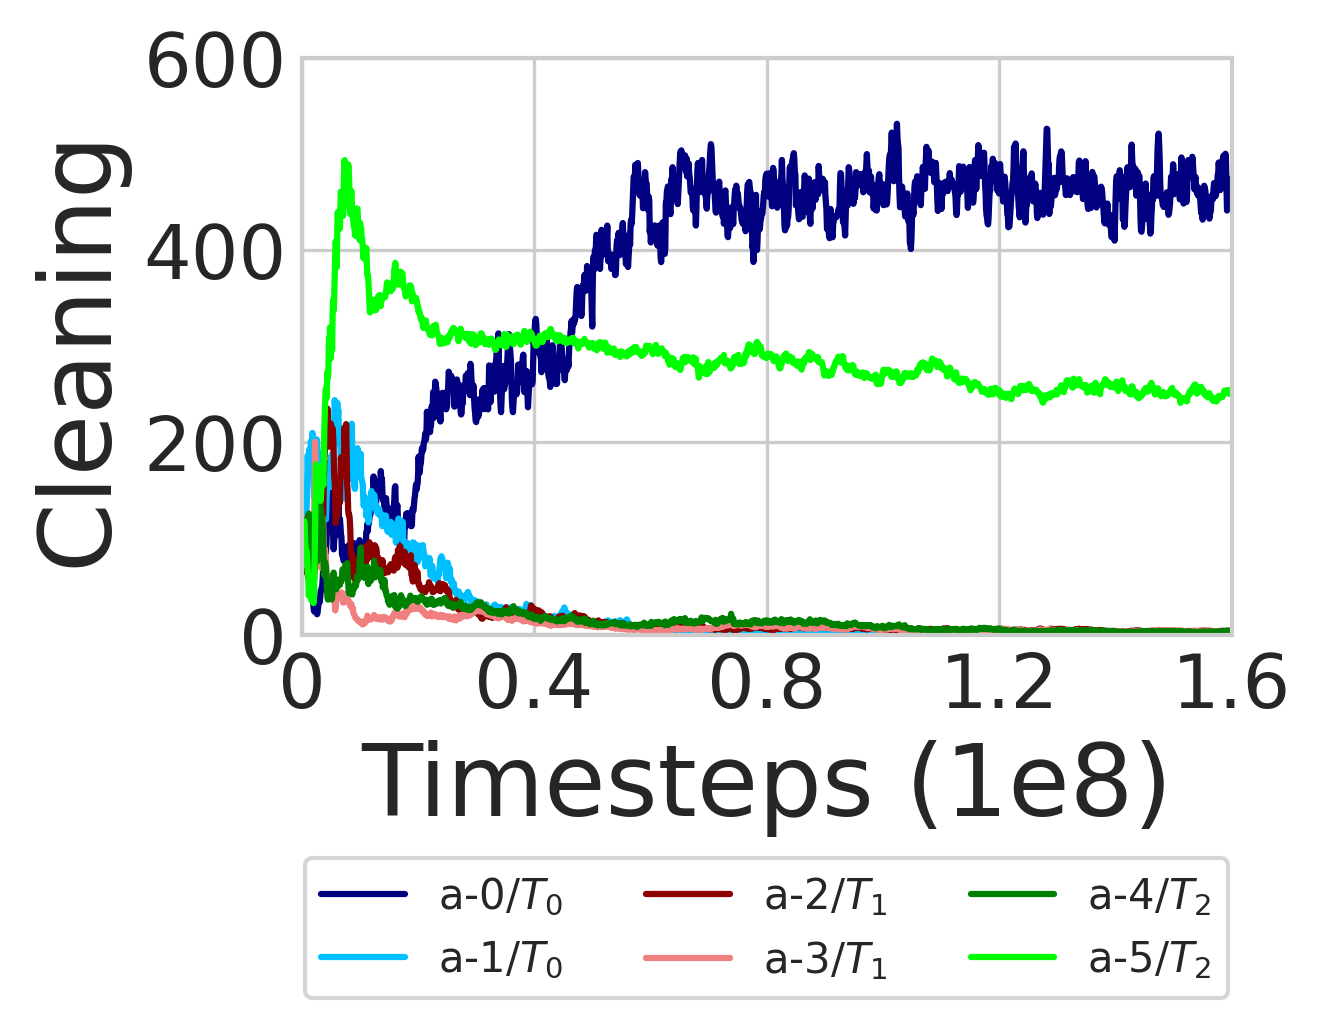 600
400
200
0
Cleaning
0 0.4 0.8 1.2 1.6
Timesteps (1e8)
a-0/T₀ a-2/T₁ a-4/T₂
a-1/T₀ a-3/T₁ a-5/T₂